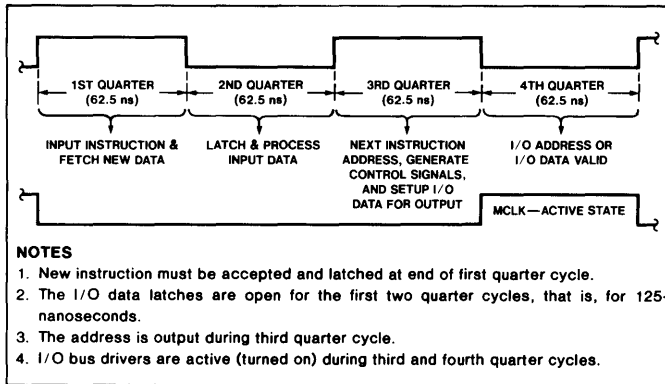 1ST QUARTER
(62.5 ns)
2ND QUARTER
(62.5 ns)
3RD QUARTER
(62.5 ns)
4TH QUARTER
(62.5 ns)
INPUT INSTRUCTION &
FETCH NEW DATA
LATCH & PROCESS
INPUT DATA
NEXT INSTRUCTION
ADDRESS, GENERATE
CONTROL SIGNALS,
AND SETUP I/O
DATA FOR OUTPUT
I/O ADDRESS OR
I/O DATA VALID
MCLK—ACTIVE STATE
NOTES
1. New instruction must be accepted and latched at end of first quarter cycle.
2. The I/O data latches are open for the first two quarter cycles, that is, for 125-
nanoseconds.
3. The address is output during third quarter cycle.
4. I/O bus drivers are active (turned on) during third and fourth quarter cycles.